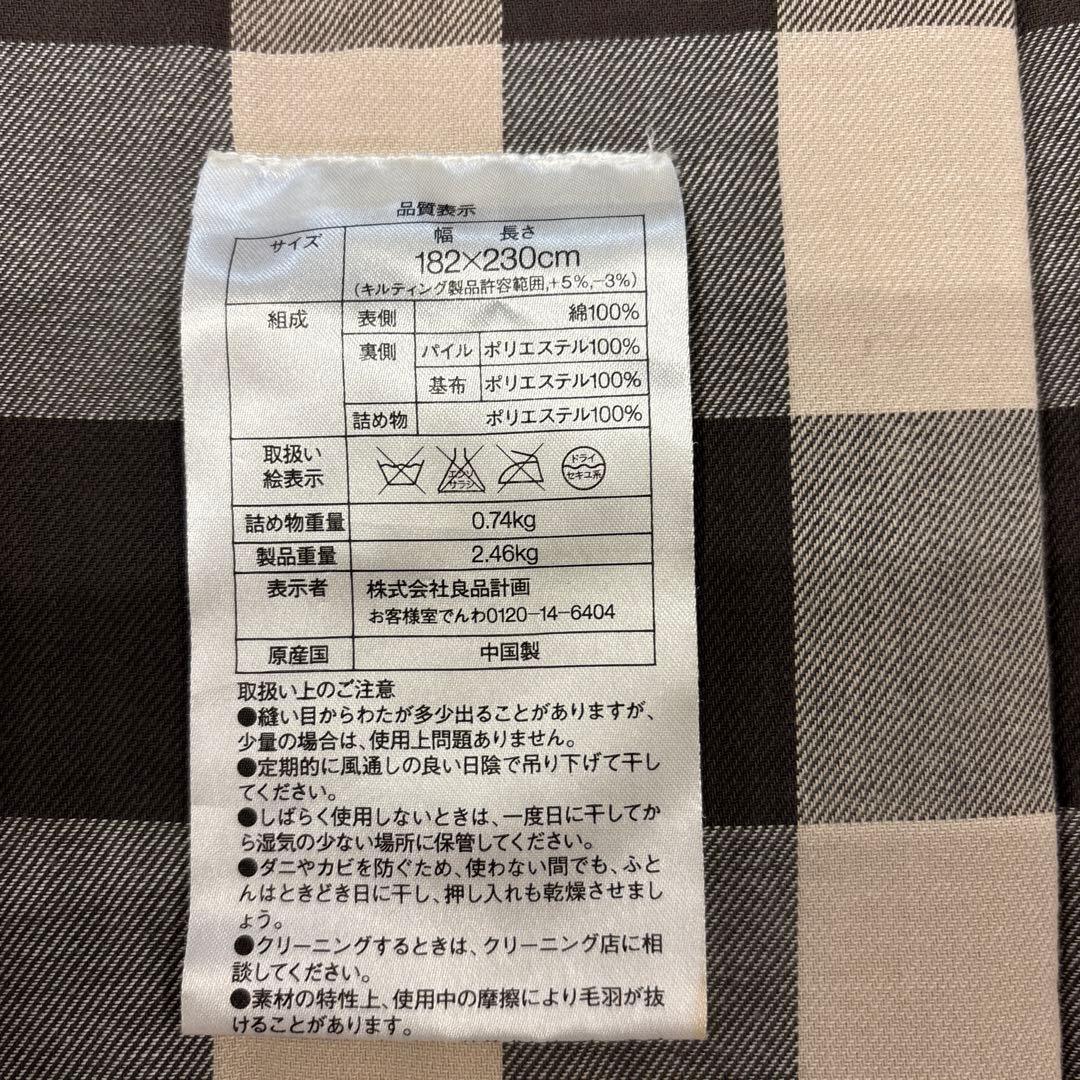 品質表示
サイズ 幅 長さ
182×230cm
(キルティング製品許容範囲,+5%,-3%)
組成 表側 綿100%
裏側 パイル ポリエステル100%
基布 ポリエステル100%
詰め物 ポリエステル100%
取扱い
絵表示
エンソ
サラシ
ドライ
セキユ系
詰め物重量 0.74kg
製品重量 2.46kg
表示者 株式会社良品計画
お客様室でんわ0120-14-6404
原産国 中国製
取扱い上のご注意
●縫い目からわたが多少出ることがありますが、
少量の場合は、使用上問題ありません。
●定期的に風通しの良い日陰で吊り下げて干し
てください。
●しばらく使用しないときは、一度日に干してか
ら湿気の少ない場所に保管してください。
●ダニやカビを防ぐため、使わない間でも、ふと
んはときどき日に干し、押し入れも乾燥させまし
ょう。
●クリーニングするときは、クリーニング店に相
談してください。
●素材の特性上、使用中の摩擦により毛羽が抜
けることがあります。